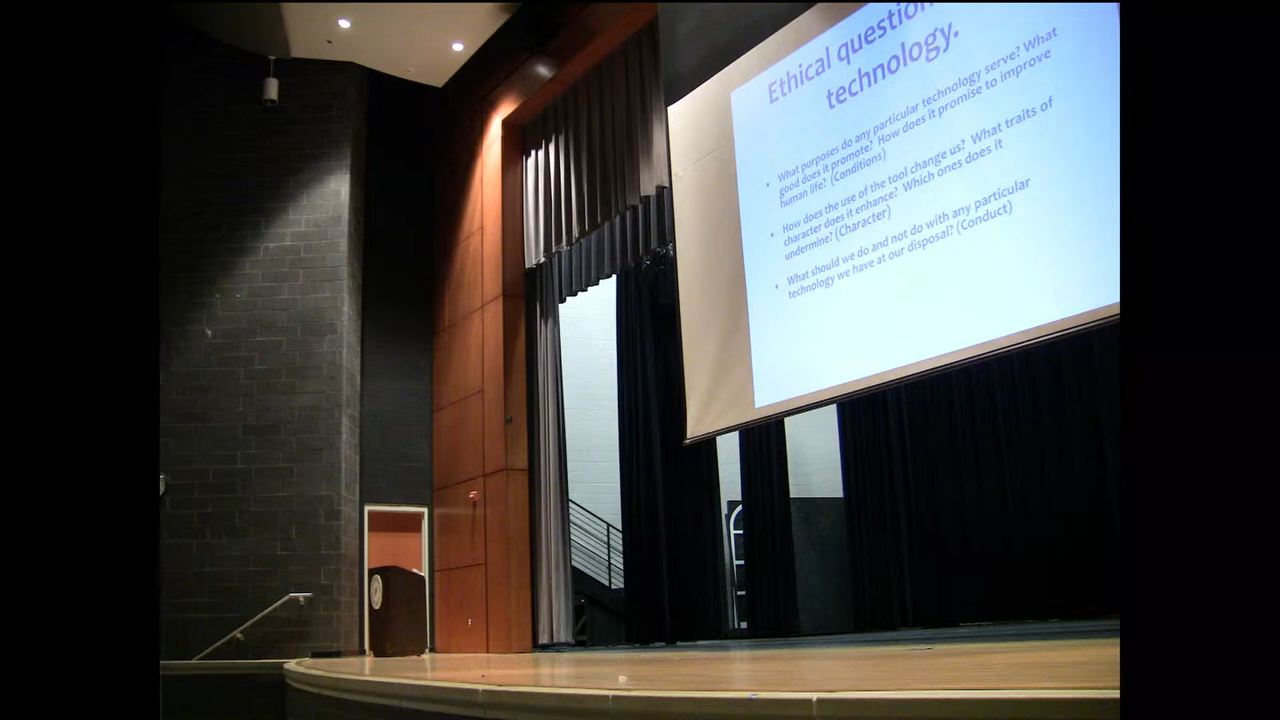 Ethical question
technology.
• What purposes do any particular technology serve? What
good does it promote? How does it promise to improve
human life? (Conditions)
• How does the use of the tool change us? What traits of
character does it enhance? Which ones does it
undermine? (Character)
• What should we do and not do with any particular
technology we have at our disposal? (Conduct)